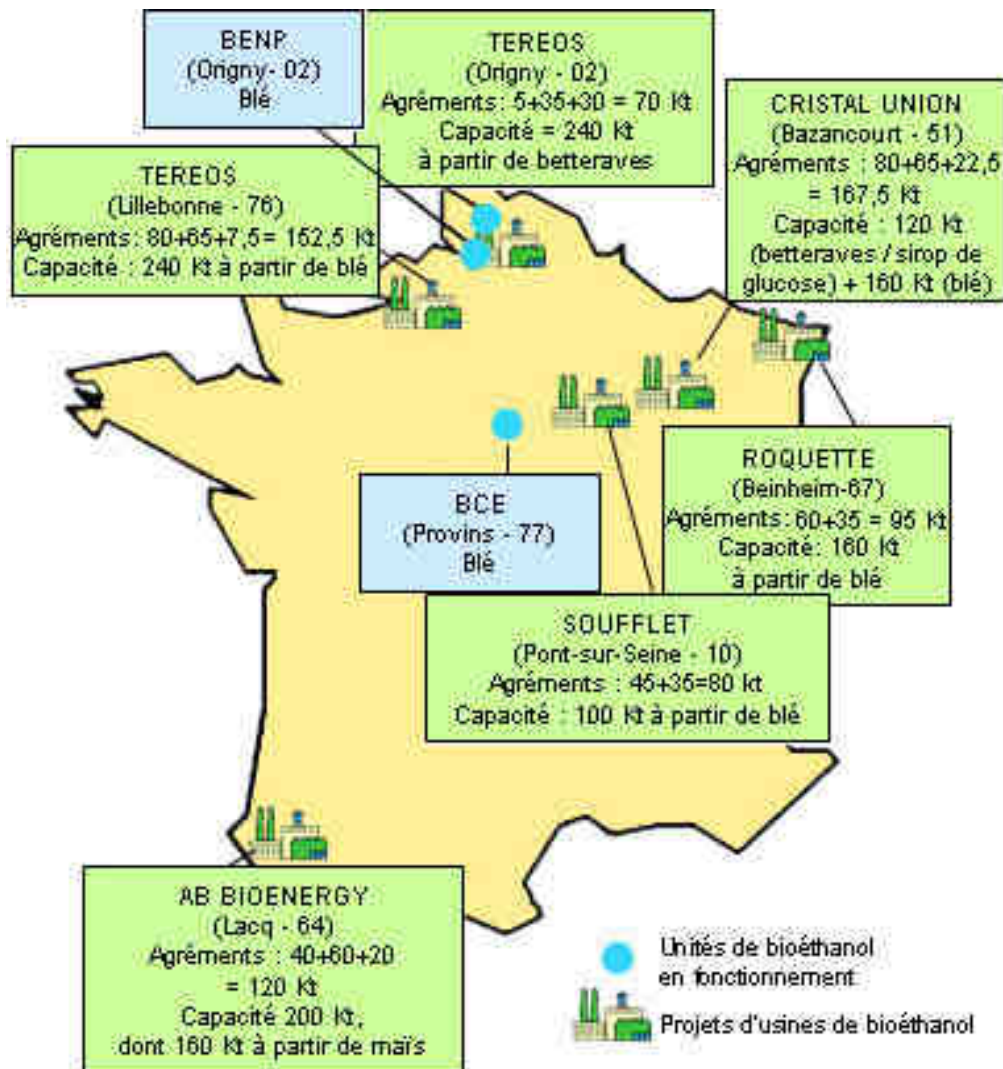 BENP
(Origny- 02)
Blé
TEREOS
(Origny - 02)
Agréments: 5+35+30 = 70 Kt
Capacité = 240 Kt
à partir de betteraves
CRISTAL UNION
(Bazancourt - 51)
Agréments : 80+65+22,5
= 167,5 Kt
Capacité : 120 Kt
(betteraves / sirop de
glucose) + 160 Kt (blé)
TEREOS
(Lillebonne - 76)
Agréments: 80+65+7,5= 152,5 Kt
Capacité : 240 Kt à partir de blé
ROQUETTE
(Beinheim-67)
Agréments: 60+35 = 95 Kt
Capacité: 160 Kt
à partir de blé
BCE
(Provins - 77)
Blé
SOUFFLET
(Pont-sur-Seine - 10)
Agréments : 45+35=80 kt
Capacité : 100 Kt à partir de blé
AB BIOENERGY
(Lacq - 64)
Agréments : 40+60+20
= 120 Kt
Capacité 200 Kt,
dont 160 Kt à partir de maïs
Unités de bioéthanol
en fonctionnement
Projets d'usines de bioéthanol